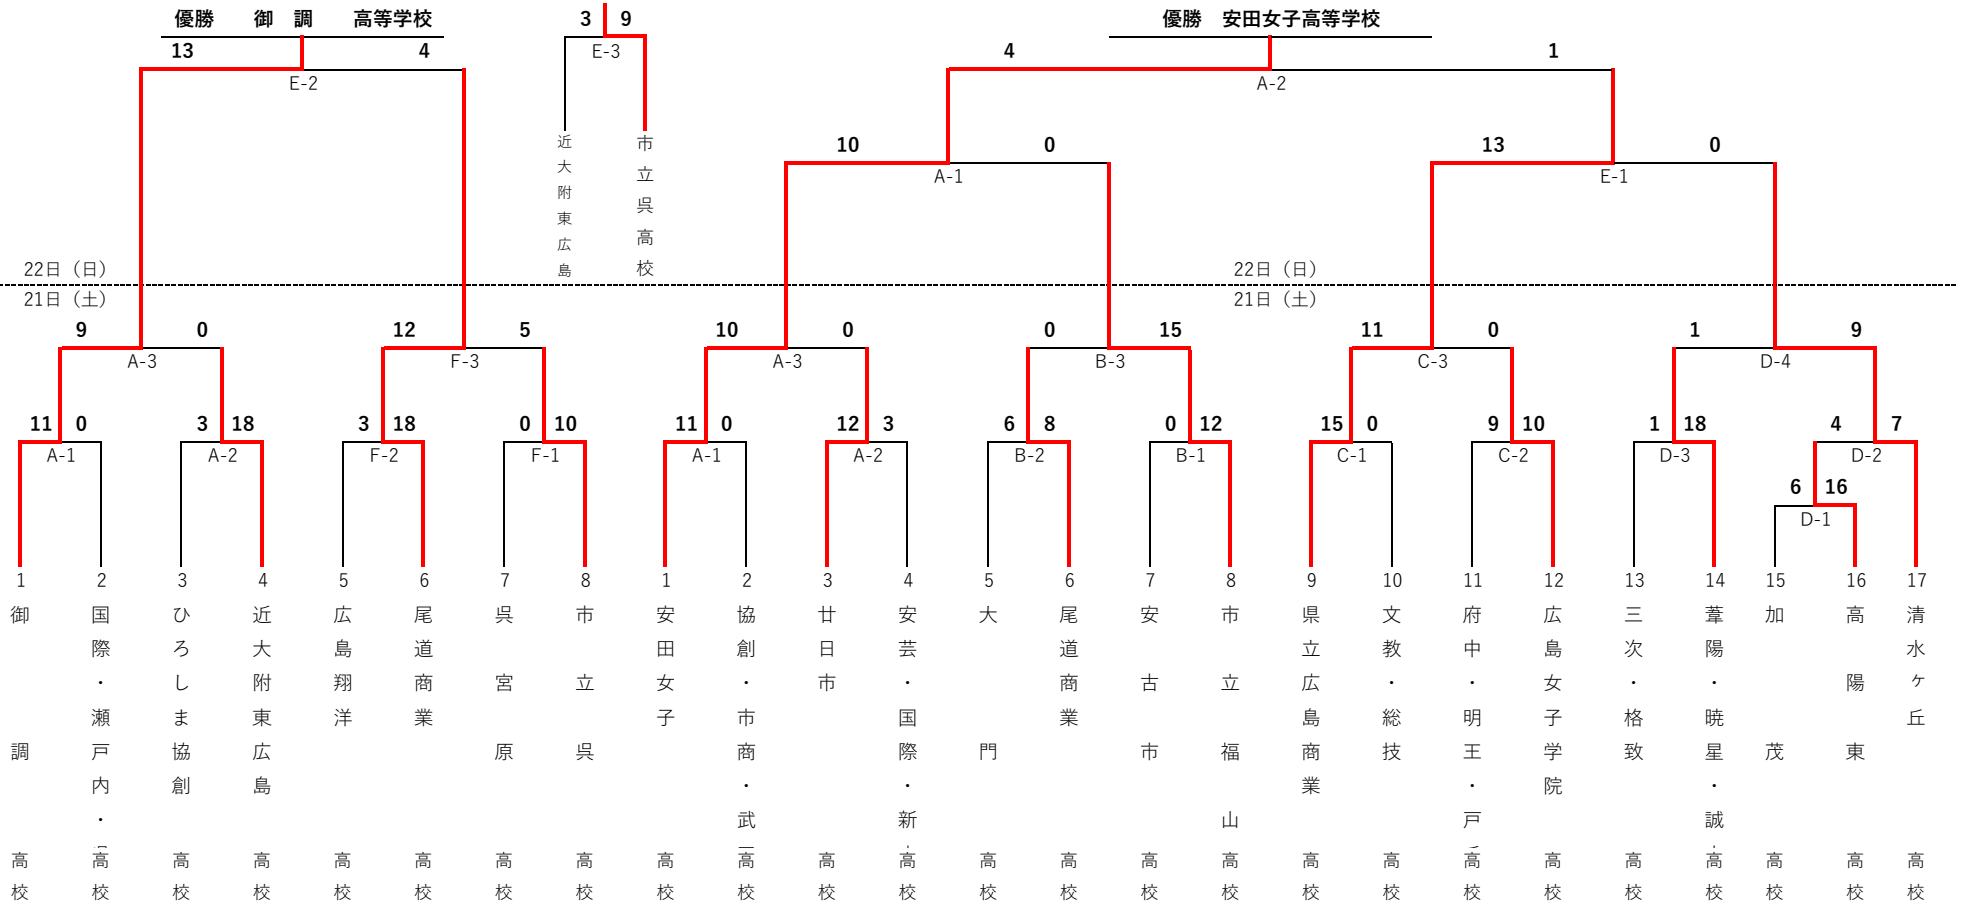 優勝　御　調　高等学校
3 9
優勝　安田女子高等学校
13 4
E-3
4 1
E-2
A-2
近大附東広島
市立呉高校
10 0
13 0
A-1
E-1
22日（日）
22日（日）
21日（土）
21日（土）
9 0
12 5
10 0
0 15
11 0
1 9
A-3
F-3
A-3
B-3
C-3
D-4
11 0
3 18
3 18
0 10
11 0
12 3
6 8
0 12
15 0
9 10
1 18
4 7
A-1
A-2
F-2
F-1
A-1
A-2
B-2
B-1
C-1
C-2
D-3
D-2
6 16
D-1
1 御調高校
2 国際・瀬戸内・高校
3 ひろしま協創高校
4 近大附東広島高校
5 広島翔洋高校
6 尾道商業高校
7 呉宮原高校
8 市立呉高校
1 安田女子高校
2 協創・市商・武高校
3 廿日市高校
4 安芸・国際・新高校
5 大門高校
6 尾道商業高校
7 安古市高校
8 市立福山高校
9 県立広島商業高校
10 文教・総技高校
11 府中・明王・戸高校
12 広島女子学院高校
13 三次・格致高校
14 葦陽・暁星・誠高校
15 加茂高校
16 高陽東高校
17 清水ヶ丘高校